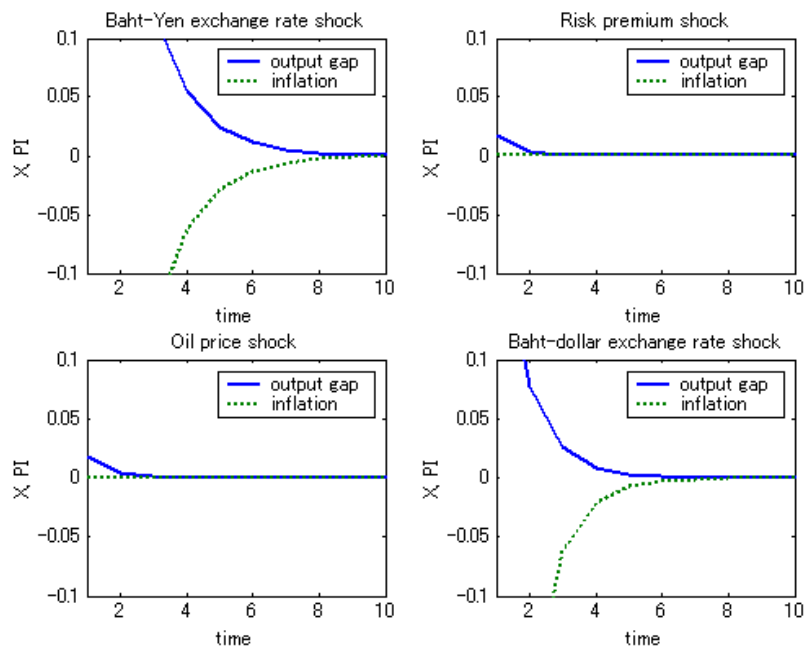 Baht-Yen exchange rate shock
0.1
0.05
0
-0.05
-0.1
X, PI
output gap
inflation
2 4 6 8 10
time
Risk premium shock
0.1
0.05
0
-0.05
-0.1
X, PI
output gap
inflation
2 4 6 8 10
time
Oil price shock
0.1
0.05
0
-0.05
-0.1
X, PI
output gap
inflation
2 4 6 8 10
time
Baht-dollar exchange rate shock
0.1
0.05
0
-0.05
-0.1
X, PI
output gap
inflation
2 4 6 8 10
time